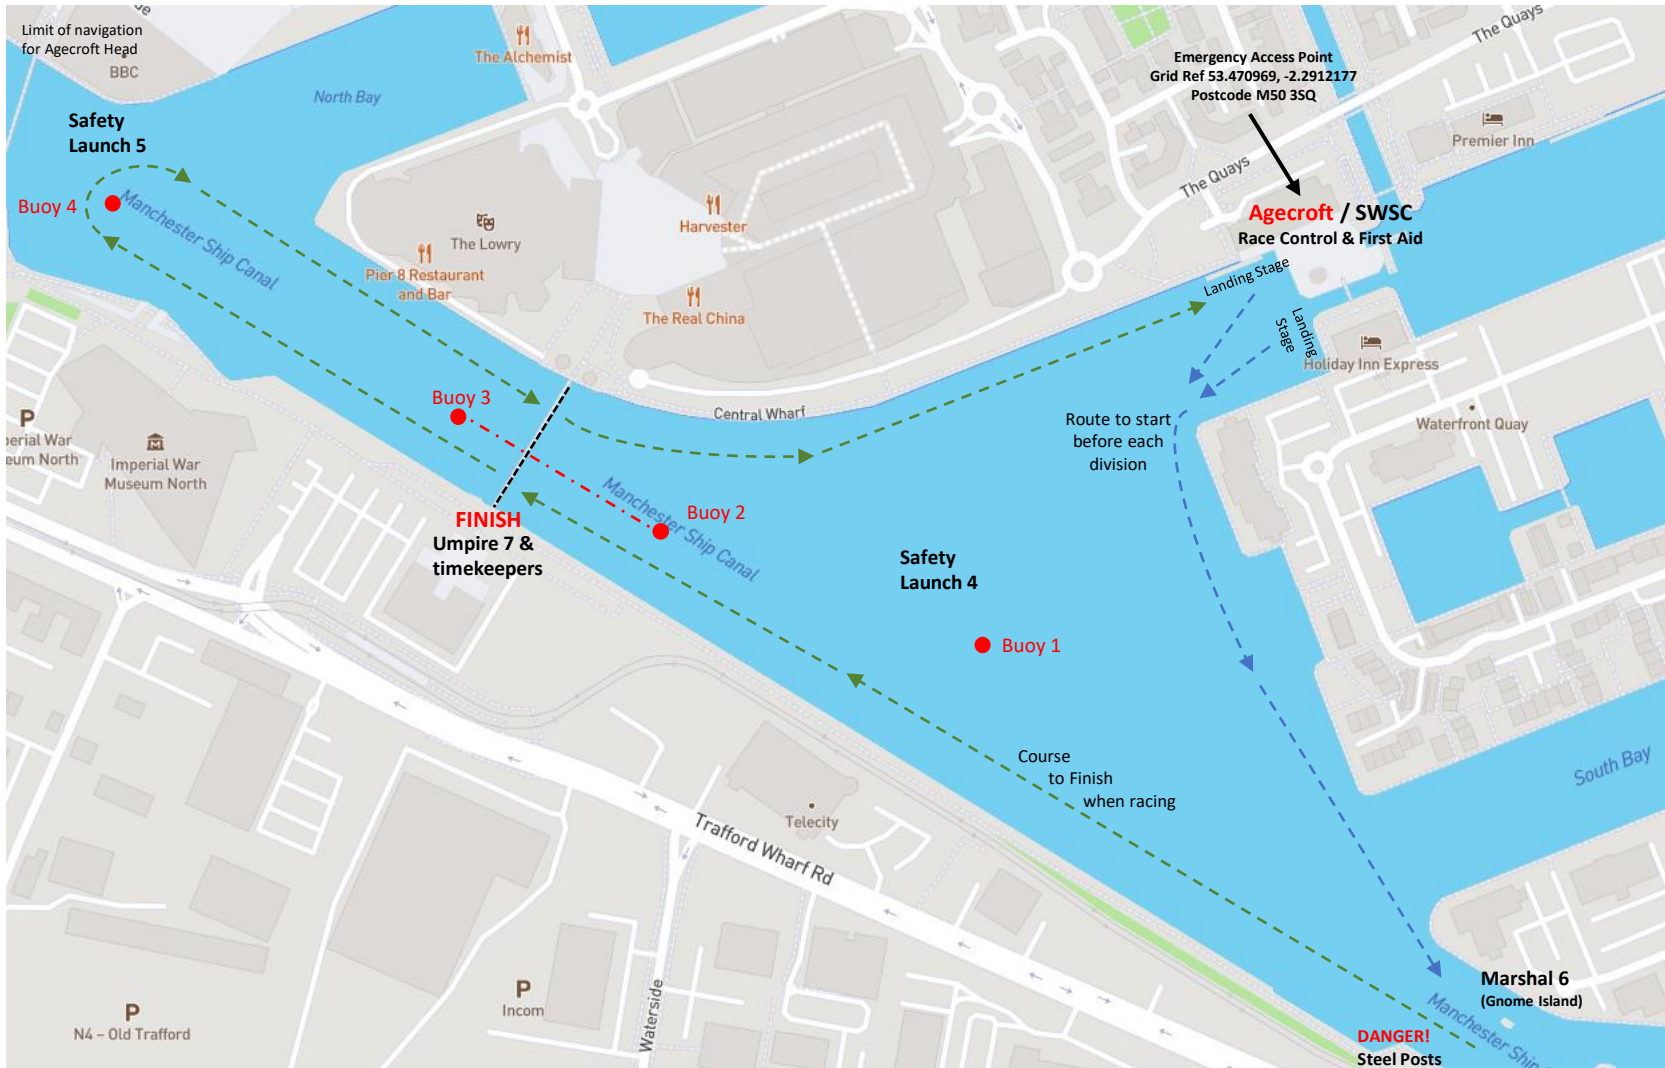 Limit of navigation
for Agecroft Head
BBC
The Alchemist
North Bay
The Quays
Emergency Access Point
Grid Ref 53.470969, -2.2912177
Postcode M50 3SQ
Premier Inn
Safety
Launch 5
The Quays
Buoy 4
Manchester Ship Canal
The Lowry
Harvester
Agecroft / SWSC
Race Control & First Aid
Pier 8 Restaurant
and Bar
The Real China
Landing Stage
Landing
Stage
Holiday Inn Express
Buoy 3
Central Wharf
Route to start
before each
division
Waterfront Quay
P
perial War
eum North
Imperial War
Museum North
Manchester Ship Canal
Buoy 2
FINISH
Umpire 7 &
timekeepers
Safety
Launch 4
Buoy 1
Course
to Finish
when racing
South Bay
Telecity
Trafford Wharf Rd
Marshal 6
(Gnome Island)
P
Incom
Waterside
P
N4 – Old Trafford
Manchester Ship
DANGER!
Steel Posts